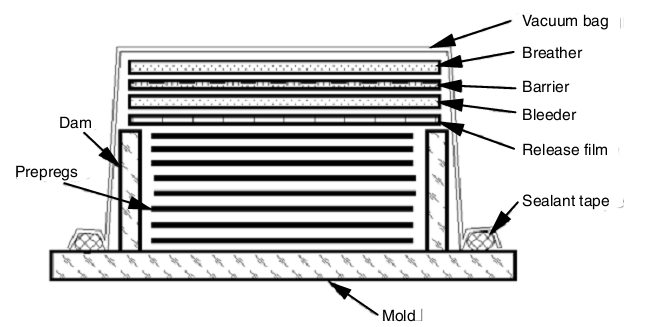 Vacuum bag
Breather
Barrier
Bleeder
Dam
Release film
Prepregs
Sealant tape
Mold